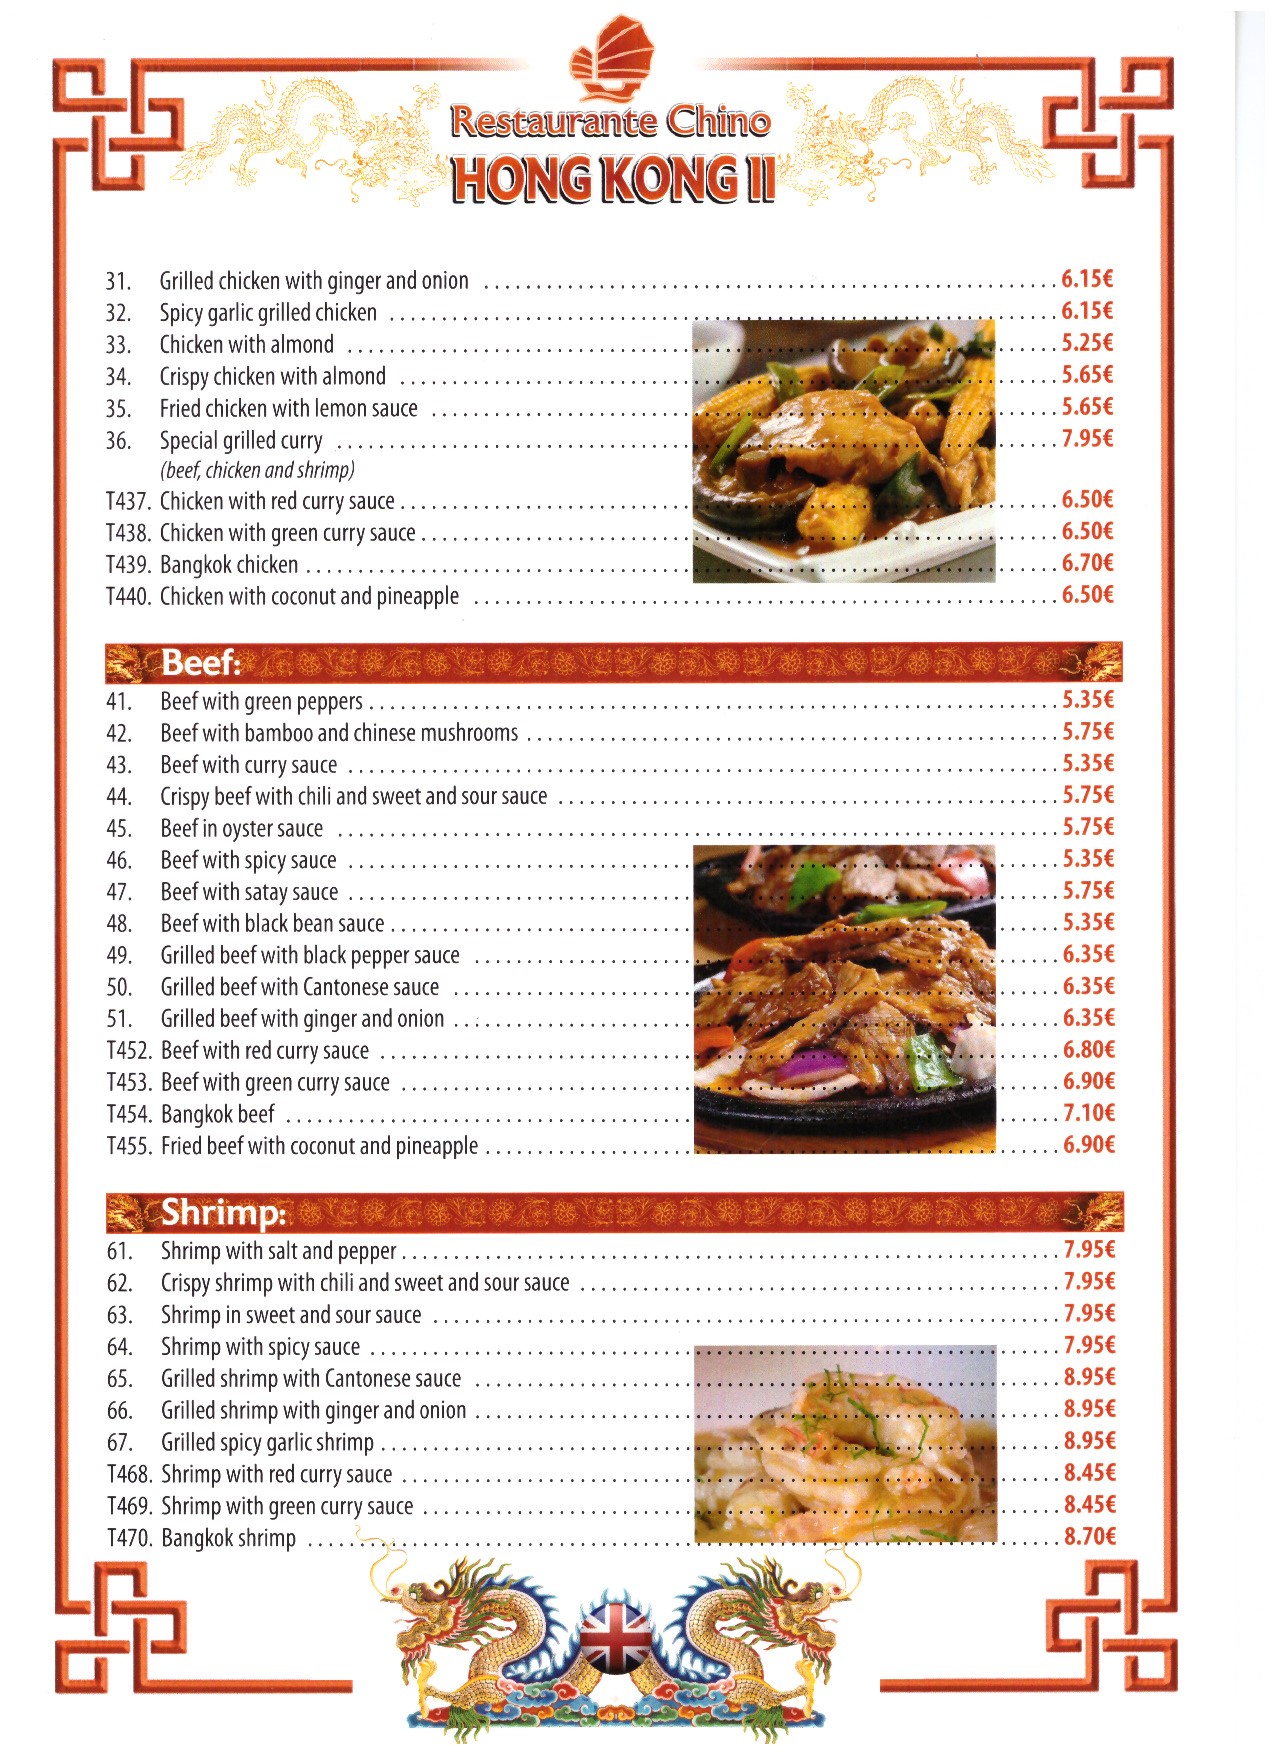 Restaurante Chino
HONG KONG II
31. Grilled chicken with ginger and onion 6.15€
32. Spicy garlic grilled chicken 6.15€
33. Chicken with almond 5.25€
34. Crispy chicken with almond 5.65€
35. Fried chicken with lemon sauce 5.65€
36. Special grilled curry 7.95€
(beef, chicken and shrimp)
T437. Chicken with red curry sauce 6.50€
T438. Chicken with green curry sauce 6.50€
T439. Bangkok chicken 6.70€
T440. Chicken with coconut and pineapple 6.50€
Beef:
41. Beef with green peppers 5.35€
42. Beef with bamboo and chinese mushrooms 5.75€
43. Beef with curry sauce 5.35€
44. Crispy beef with chili and sweet and sour sauce 5.75€
45. Beef in oyster sauce 5.75€
46. Beef with spicy sauce 5.35€
47. Beef with satay sauce 5.75€
48. Beef with black bean sauce 5.35€
49. Grilled beef with black pepper sauce 6.35€
50. Grilled beef with Cantonese sauce 6.35€
51. Grilled beef with ginger and onion 6.35€
T452. Beef with red curry sauce 6.80€
T453. Beef with green curry sauce 6.90€
T454. Bangkok beef 7.10€
T455. Fried beef with coconut and pineapple 6.90€
Shrimp:
61. Shrimp with salt and pepper 7.95€
62. Crispy shrimp with chili and sweet and sour sauce 7.95€
63. Shrimp in sweet and sour sauce 7.95€
64. Shrimp with spicy sauce 7.95€
65. Grilled shrimp with Cantonese sauce 8.95€
66. Grilled shrimp with ginger and onion 8.95€
67. Grilled spicy garlic shrimp 8.95€
T468. Shrimp with red curry sauce 8.45€
T469. Shrimp with green curry sauce 8.45€
T470. Bangkok shrimp 8.70€